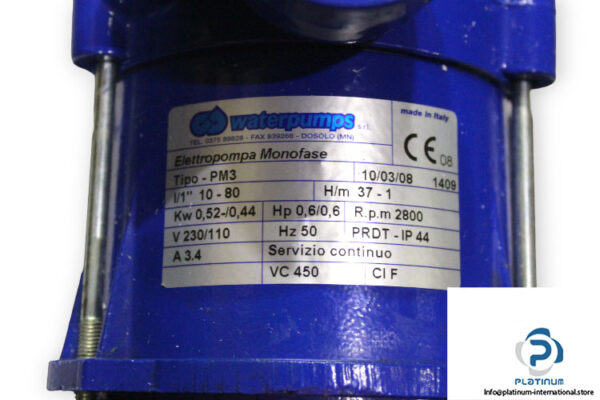 waterpumps s.r.l.
made in Italy
TEL. 0375 89828 - FAX 939266 - DOSOLO (MN)
CE 08
Elettropompa Monofase
Tipo - PM3 10/03/08 1409
l/1" 10 - 80 H/m 37 - 1
Kw 0,52-/0,44 Hp 0,6/0,6 R.p.m 2800
V 230/110 Hz 50 PRDT - IP 44
A 3.4 Servizio continuo
VC 450 Cl F
PLATINUM
Info@platinum-international.store